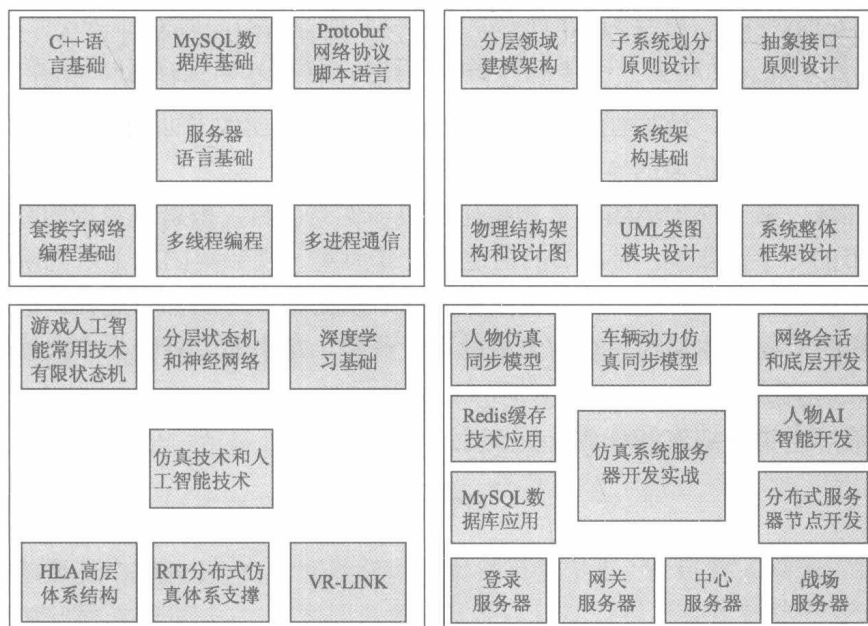 C++语
言基础
MySQL数
据库基础
Protobuf
网络协议
脚本语言
服务器
语言基础
套接字网络
编程基础
多线程编程
多进程通信
分层领域
建模架构
子系统划分
原则设计
抽象接口
原则设计
系统架
构基础
物理结构架
构和设计图
UML类图
模块设计
系统整体
框架设计
游戏人工智
能常用技术
有限状态机
分层状态机
和神经网络
深度学
习基础
仿真技术和人
工智能技术
HLA高层
体系结构
RTI分布式仿
真体系支撑
VR-LINK
人物仿真
同步模型
车辆动力仿
真同步模型
网络会话
和底层开发
Redis缓存
技术应用
仿真系统服务
器开发实战
人物AI
智能开发
MySQL数
据库应用
分布式服务
器节点开发
登录
服务器
网关
服务器
中心
服务器
战场
服务器